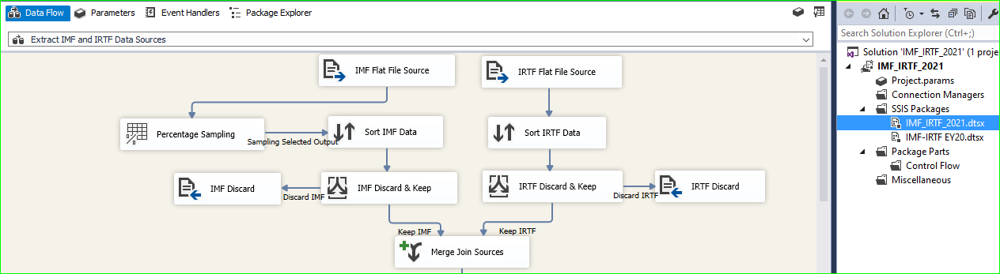 Data Flow Parameters Event Handlers Package Explorer
Extract IMF and IRTF Data Sources
IMF Flat File Source
IRTF Flat File Source
Percentage Sampling
Sampling Selected Output
Sort IMF Data
Sort IRTF Data
IMF Discard
Discard IMF
IMF Discard & Keep
IRTF Discard & Keep
Discard IRTF
IRTF Discard
Keep IMF
Keep IRTF
Merge Join Sources
Search Solution Explorer (Ctrl+;)
Solution 'IMF_IRTF_2021' (1 proje
IMF_IRTF_2021
Project.params
Connection Managers
SSIS Packages
IMF_IRTF_2021.dtsx
IMF-IRTF EY20.dtsx
Package Parts
Control Flow
Miscellaneous